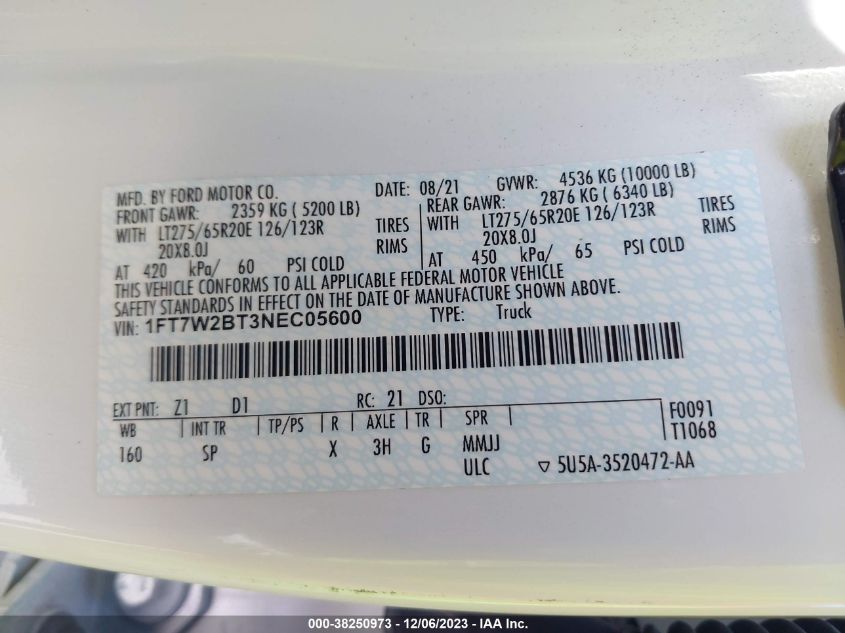 MFD. BY FORD MOTOR CO. DATE: 08/21 GVWR: 4536 KG (10000 LB)
FRONT GAWR: 2359 KG ( 5200 LB) REAR GAWR: 2876 KG ( 6340 LB)
WITH LT275/65R20E 126/123R TIRES WITH LT275/65R20E 126/123R TIRES
20X8.0J RIMS 20X8.0J RIMS
AT 420 kPa/ 60 PSI COLD AT 450 kPa/ 65 PSI COLD
THIS VEHICLE CONFORMS TO ALL APPLICABLE FEDERAL MOTOR VEHICLE
SAFETY STANDARDS IN EFFECT ON THE DATE OF MANUFACTURE SHOWN ABOVE.
VIN: 1FT7W2BT3NEC05600 TYPE: Truck
EXT PNT: Z1 D1 RC: 21 DSO: F0091
WB INT TR TP/PS R AXLE TR SPR T1068
160 SP X 3H G MMJJ
ULC ▽ 5U5A-3520472-AA
000-38250973 - 12/06/2023 - IAA Inc.